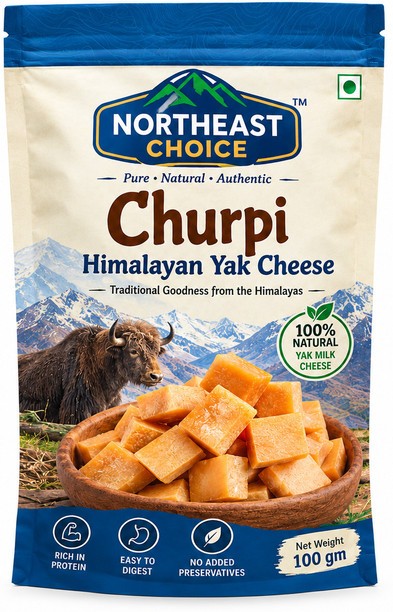 NORTHEAST
CHOICE
TM
Pure • Natural • Authentic
Churpi
Himalayan Yak Cheese
Traditional Goodness from the Himalayas
100%
NATURAL
YAK MILK
CHEESE
RICH IN
PROTEIN
EASY TO
DIGEST
NO ADDED
PRESERVATIVES
Net Weight
100 gm